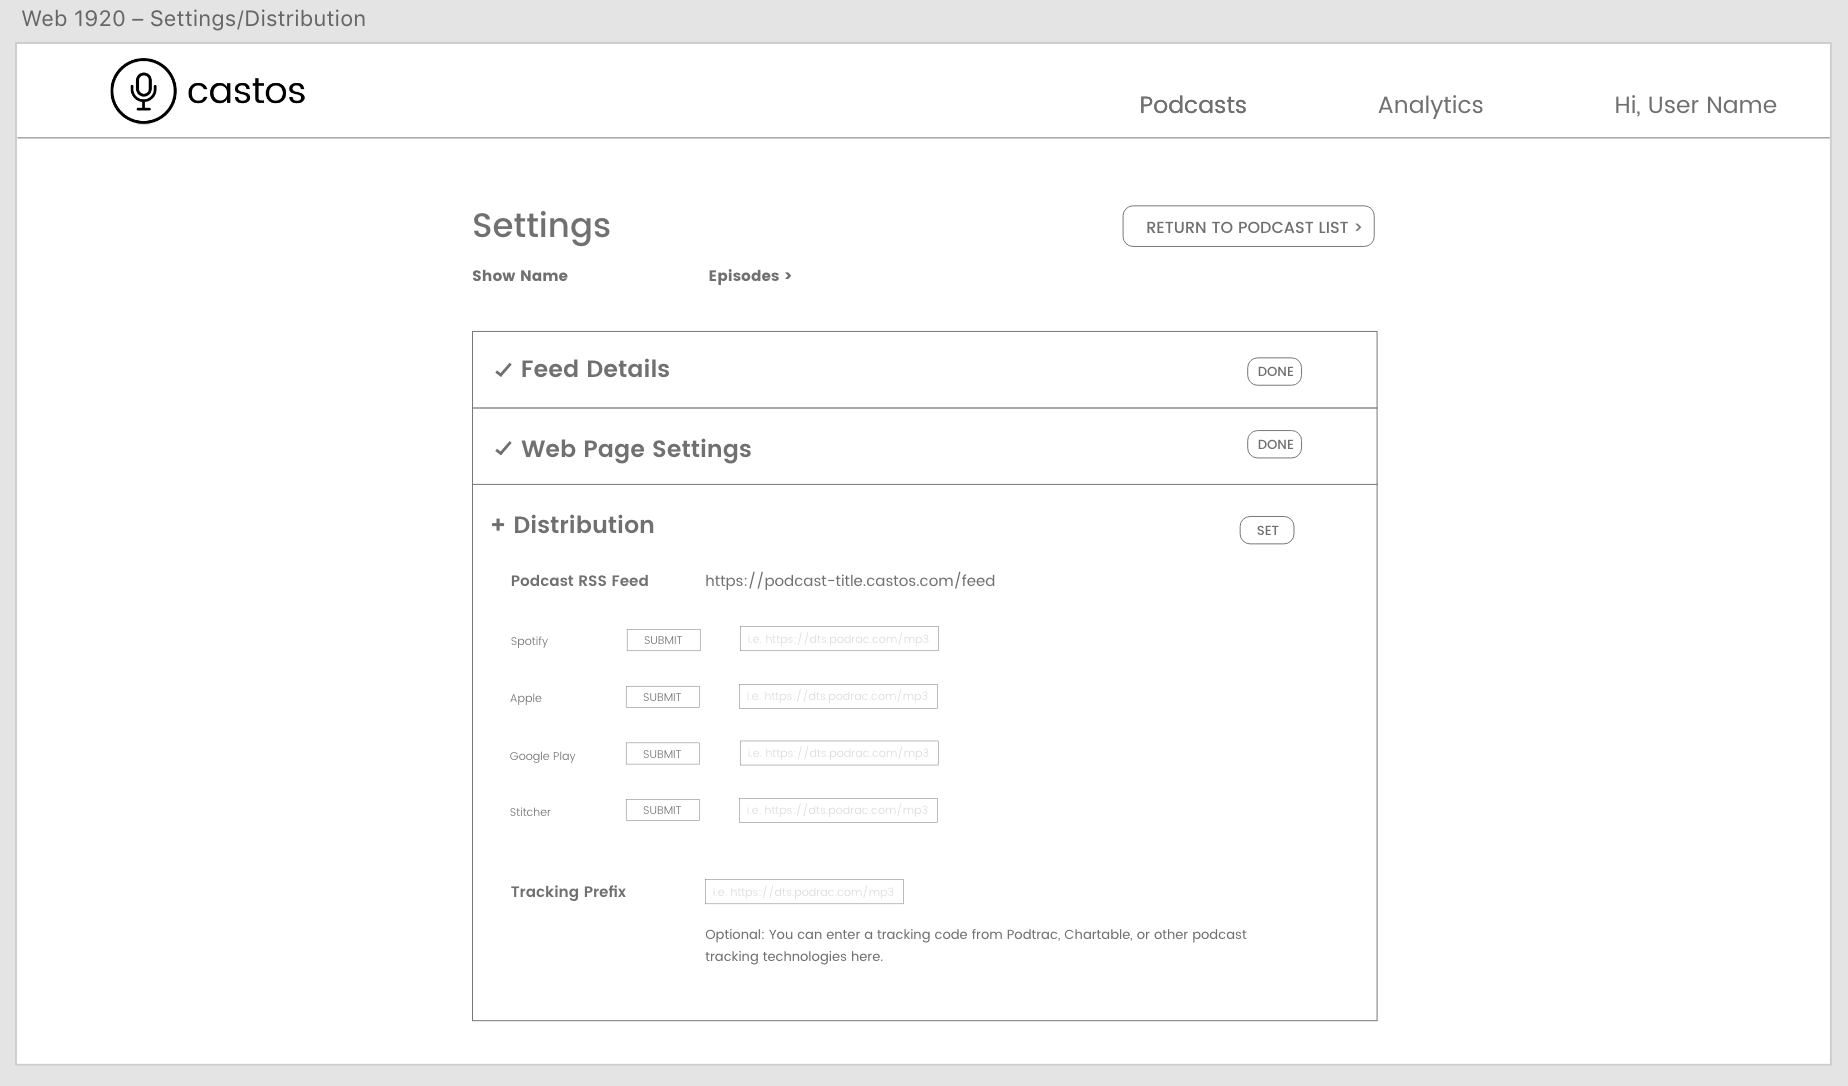 Web 1920 – Settings/Distribution
castos
Podcasts
Analytics
Hi, User Name
Settings
RETURN TO PODCAST LIST >
Show Name
Episodes >
✓ Feed Details
DONE
✓ Web Page Settings
DONE
+ Distribution
SET
Podcast RSS Feed
https://podcast-title.castos.com/feed
Spotify
SUBMIT
i.e. https://dts.podrac.com/mp3
Apple
SUBMIT
i.e. https://dts.podrac.com/mp3
Google Play
SUBMIT
i.e. https://dts.podrac.com/mp3
Stitcher
SUBMIT
i.e. https://dts.podrac.com/mp3
Tracking Prefix
i.e. https://dts.podrac.com/mp3
Optional: You can enter a tracking code from Podtrac, Chartable, or other podcast
tracking technologies here.